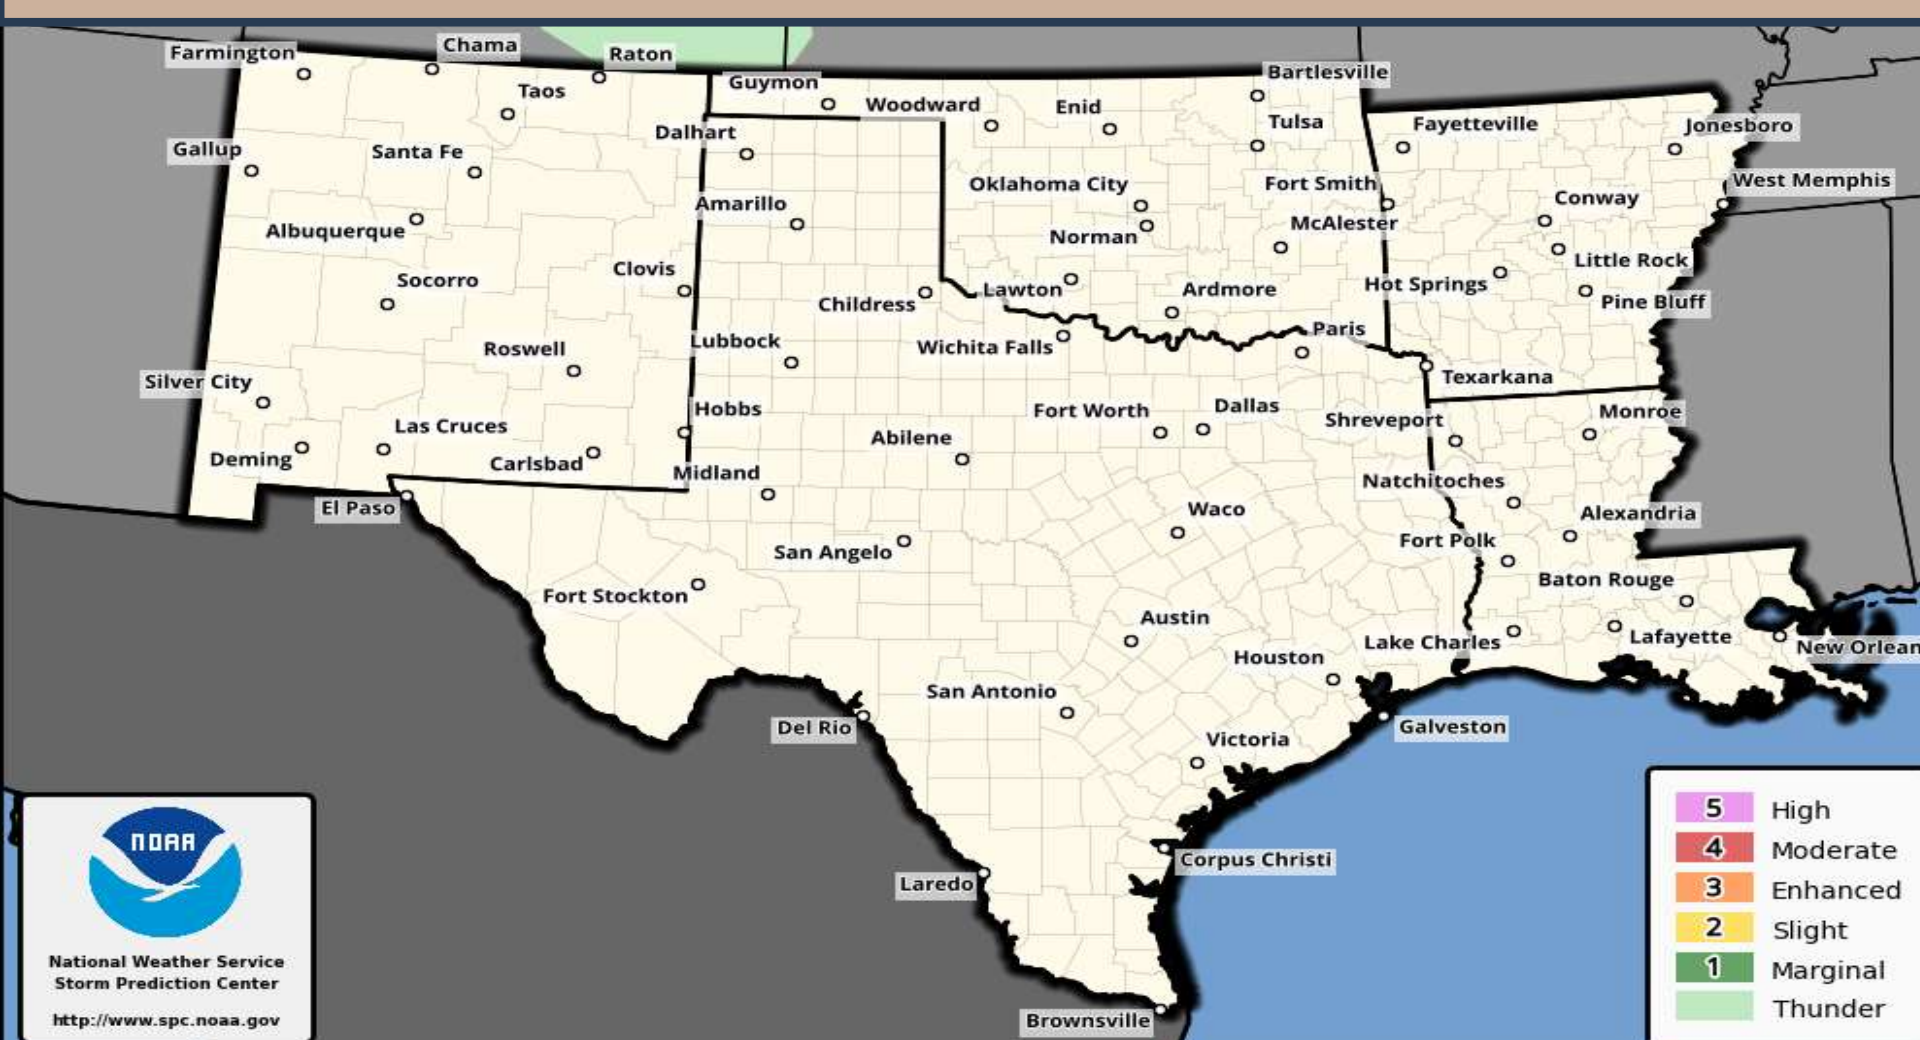 Farmington
Chama
Raton
Taos
Guymon
Woodward
Enid
Bartlesville
Tulsa
Fayetteville
Jonesboro
Gallup
Santa Fe
Dalhart
Oklahoma City
Fort Smith
West Memphis
Conway
Albuquerque
Amarillo
Norman
McAlester
Little Rock
Socorro
Clovis
Childress
Lawton
Ardmore
Hot Springs
Pine Bluff
Roswell
Lubbock
Wichita Falls
Paris
Texarkana
Silver City
Las Cruces
Hobbs
Fort Worth
Dallas
Shreveport
Monroe
Deming
Carlsbad
Midland
Abilene
Natchitoches
El Paso
Waco
Alexandria
San Angelo
Fort Polk
Fort Stockton
Baton Rouge
Austin
Lake Charles
Lafayette
New Orlean
Houston
San Antonio
Del Rio
Victoria
Galveston
Laredo
Corpus Christi
Brownsville
NOAA
National Weather Service
Storm Prediction Center
http://www.spc.noaa.gov
5 High
4 Moderate
3 Enhanced
2 Slight
1 Marginal
Thunder